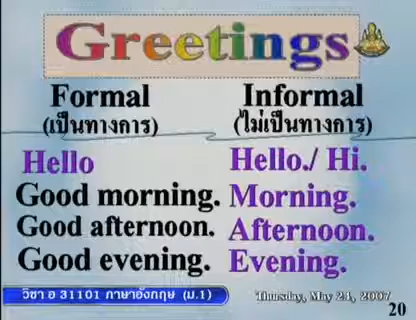 Greetings
Formal Informal
(เป็นทางการ) (ไม่เป็นทางการ)
Hello Hello./ Hi.
Good morning. Morning.
Good afternoon. Afternoon.
Good evening. Evening.
วิชา อ 31101 ภาษาอังกฤษ (ม.1) Thursday, May 24, 2007
20